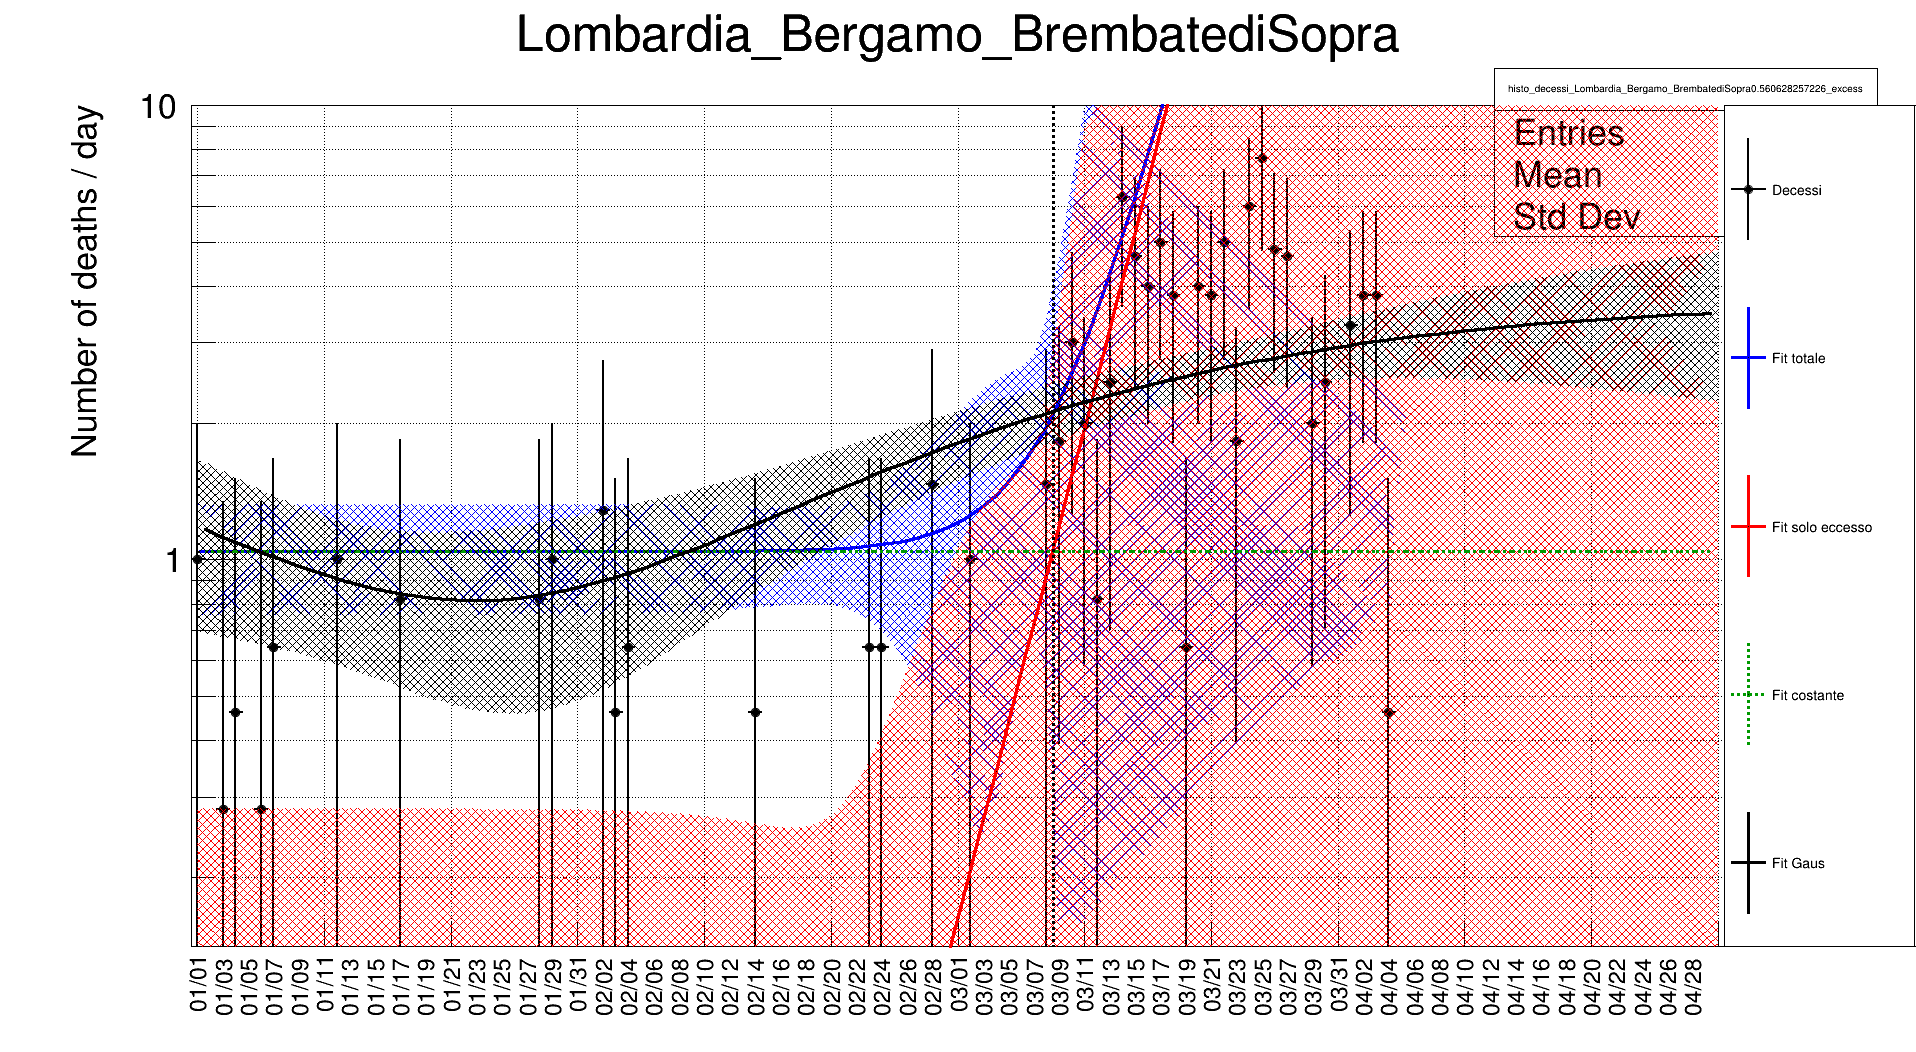 Lombardia_Bergamo_BrembatediSopra
histo_decessi_Lombardia_Bergamo_BrembatediSopra0.560628257226_excess
Entries
Mean
Std Dev
Number of deaths / day
10
1
Decessi
Fit totale
Fit solo eccesso
Fit costante
Fit Gaus
01/01 01/03 01/05 01/07 01/09 01/11 01/13 01/15 01/17 01/19 01/21 01/23 01/25 01/27 01/29 01/31 02/02 02/04 02/06 02/08 02/10 02/12 02/14 02/16 02/18 02/20 02/22 02/24 02/26 02/28 03/01 03/03 03/05 03/07 03/09 03/11 03/13 03/15 03/17 03/19 03/21 03/23 03/25 03/27 03/29 03/31 04/02 04/04 04/06 04/08 04/10 04/12 04/14 04/16 04/18 04/20 04/22 04/24 04/26 04/28